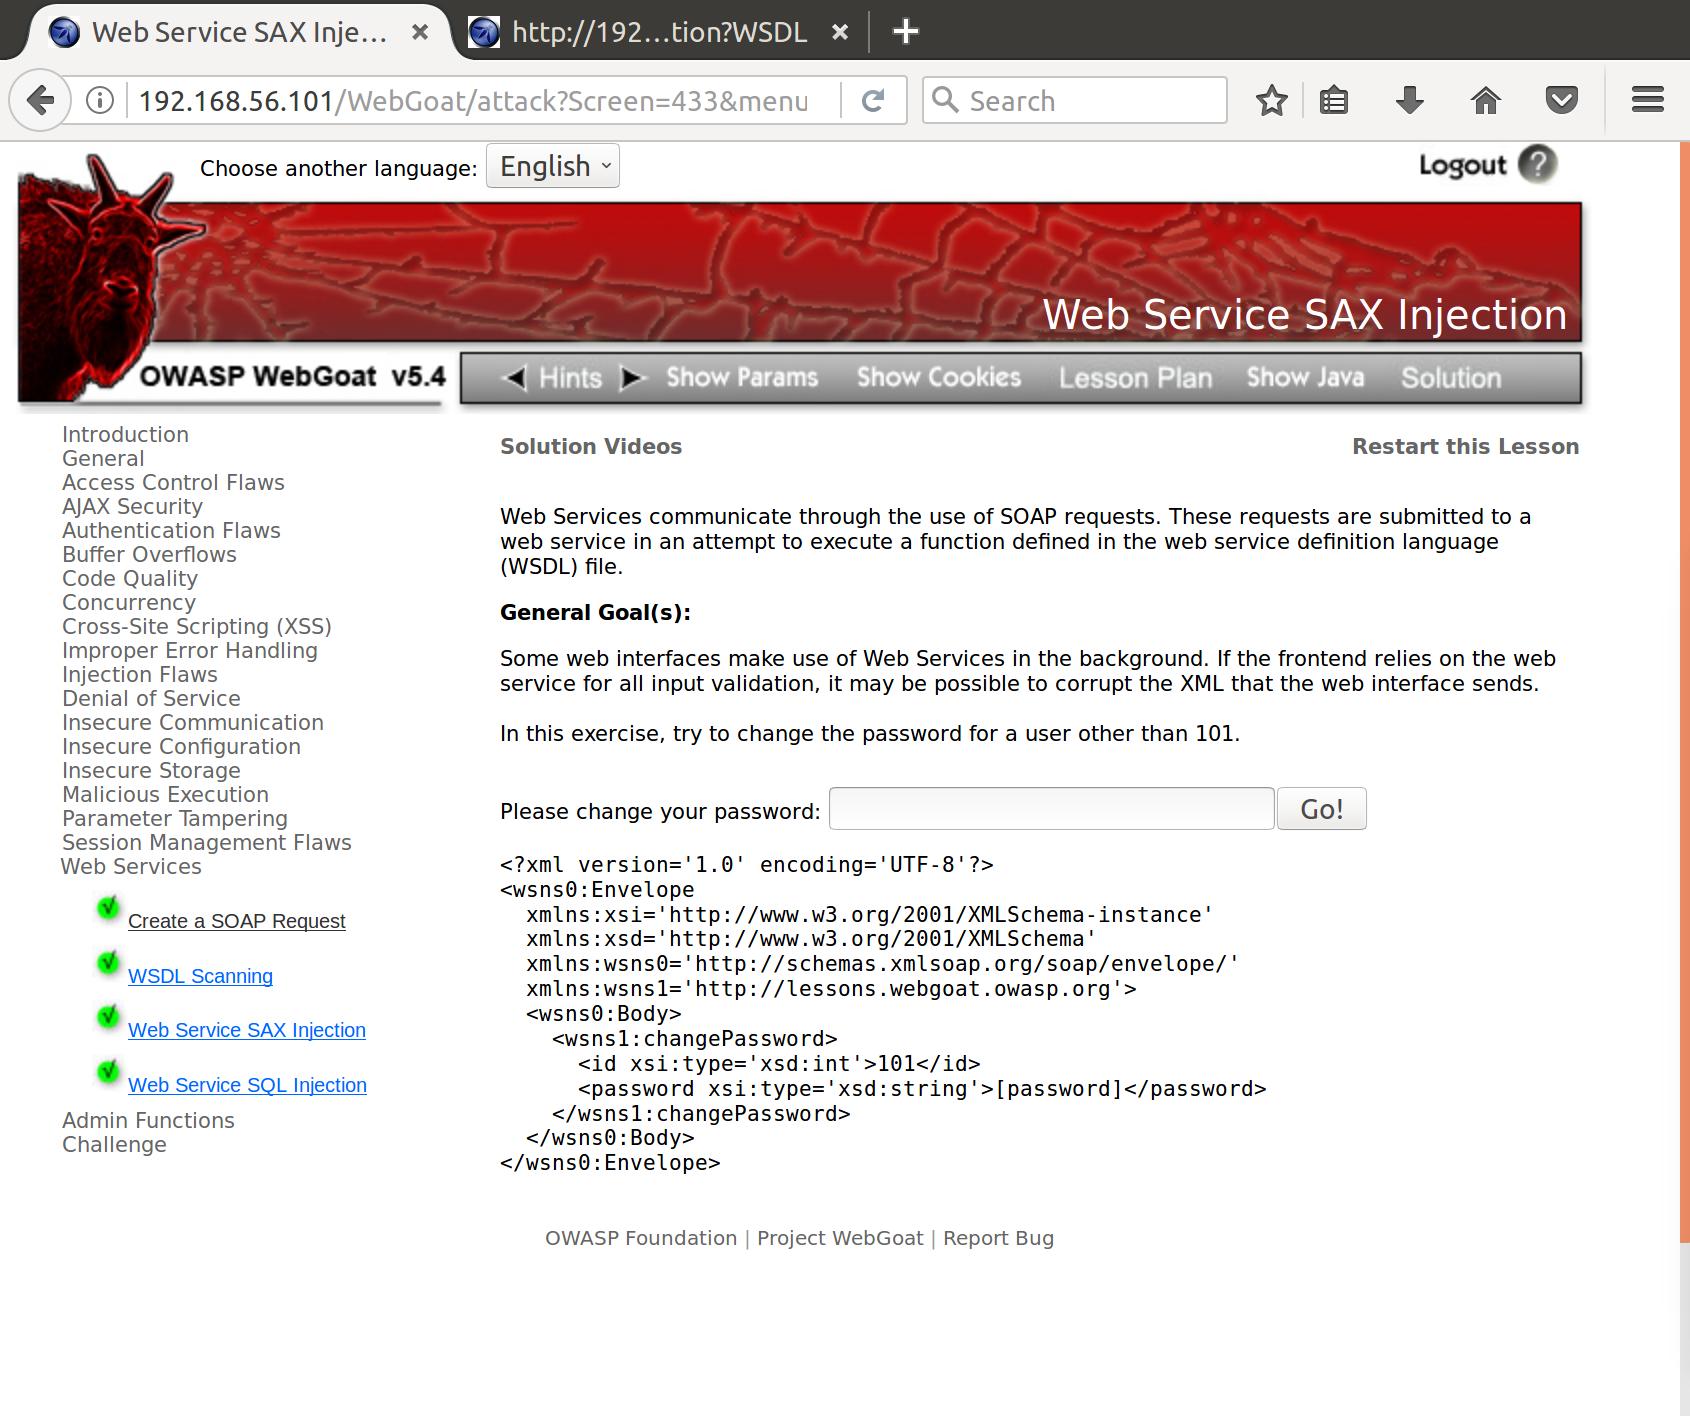 Web Service SAX Inje...
http://192...tion?WSDL
192.168.56.101/WebGoat/attack?Screen=433&menu
Search
Choose another language:
English
Logout
?
Web Service SAX Injection
OWASP WebGoat v5.4
Hints
Show Params
Show Cookies
Lesson Plan
Show Java
Solution
Introduction
General
Access Control Flaws
AJAX Security
Authentication Flaws
Buffer Overflows
Code Quality
Concurrency
Cross-Site Scripting (XSS)
Improper Error Handling
Injection Flaws
Denial of Service
Insecure Communication
Insecure Configuration
Insecure Storage
Malicious Execution
Parameter Tampering
Session Management Flaws
Web Services
Create a SOAP Request
WSDL Scanning
Web Service SAX Injection
Web Service SQL Injection
Admin Functions
Challenge
Solution Videos
Restart this Lesson
Web Services communicate through the use of SOAP requests. These requests are submitted to a
web service in an attempt to execute a function defined in the web service definition language
(WSDL) file.
General Goal(s):
Some web interfaces make use of Web Services in the background. If the frontend relies on the web
service for all input validation, it may be possible to corrupt the XML that the web interface sends.
In this exercise, try to change the password for a user other than 101.
Please change your password:
Go!
<?xml version='1.0' encoding='UTF-8'?>
<wsns0:Envelope
  xmlns:xsi='http://www.w3.org/2001/XMLSchema-instance'
  xmlns:xsd='http://www.w3.org/2001/XMLSchema'
  xmlns:wsns0='http://schemas.xmlsoap.org/soap/envelope/'
  xmlns:wsns1='http://lessons.webgoat.owasp.org'>
  <wsns0:Body>
    <wsns1:changePassword>
      <id xsi:type='xsd:int'>101</id>
      <password xsi:type='xsd:string'>[password]</password>
    </wsns1:changePassword>
  </wsns0:Body>
</wsns0:Envelope>
OWASP Foundation | Project WebGoat | Report Bug